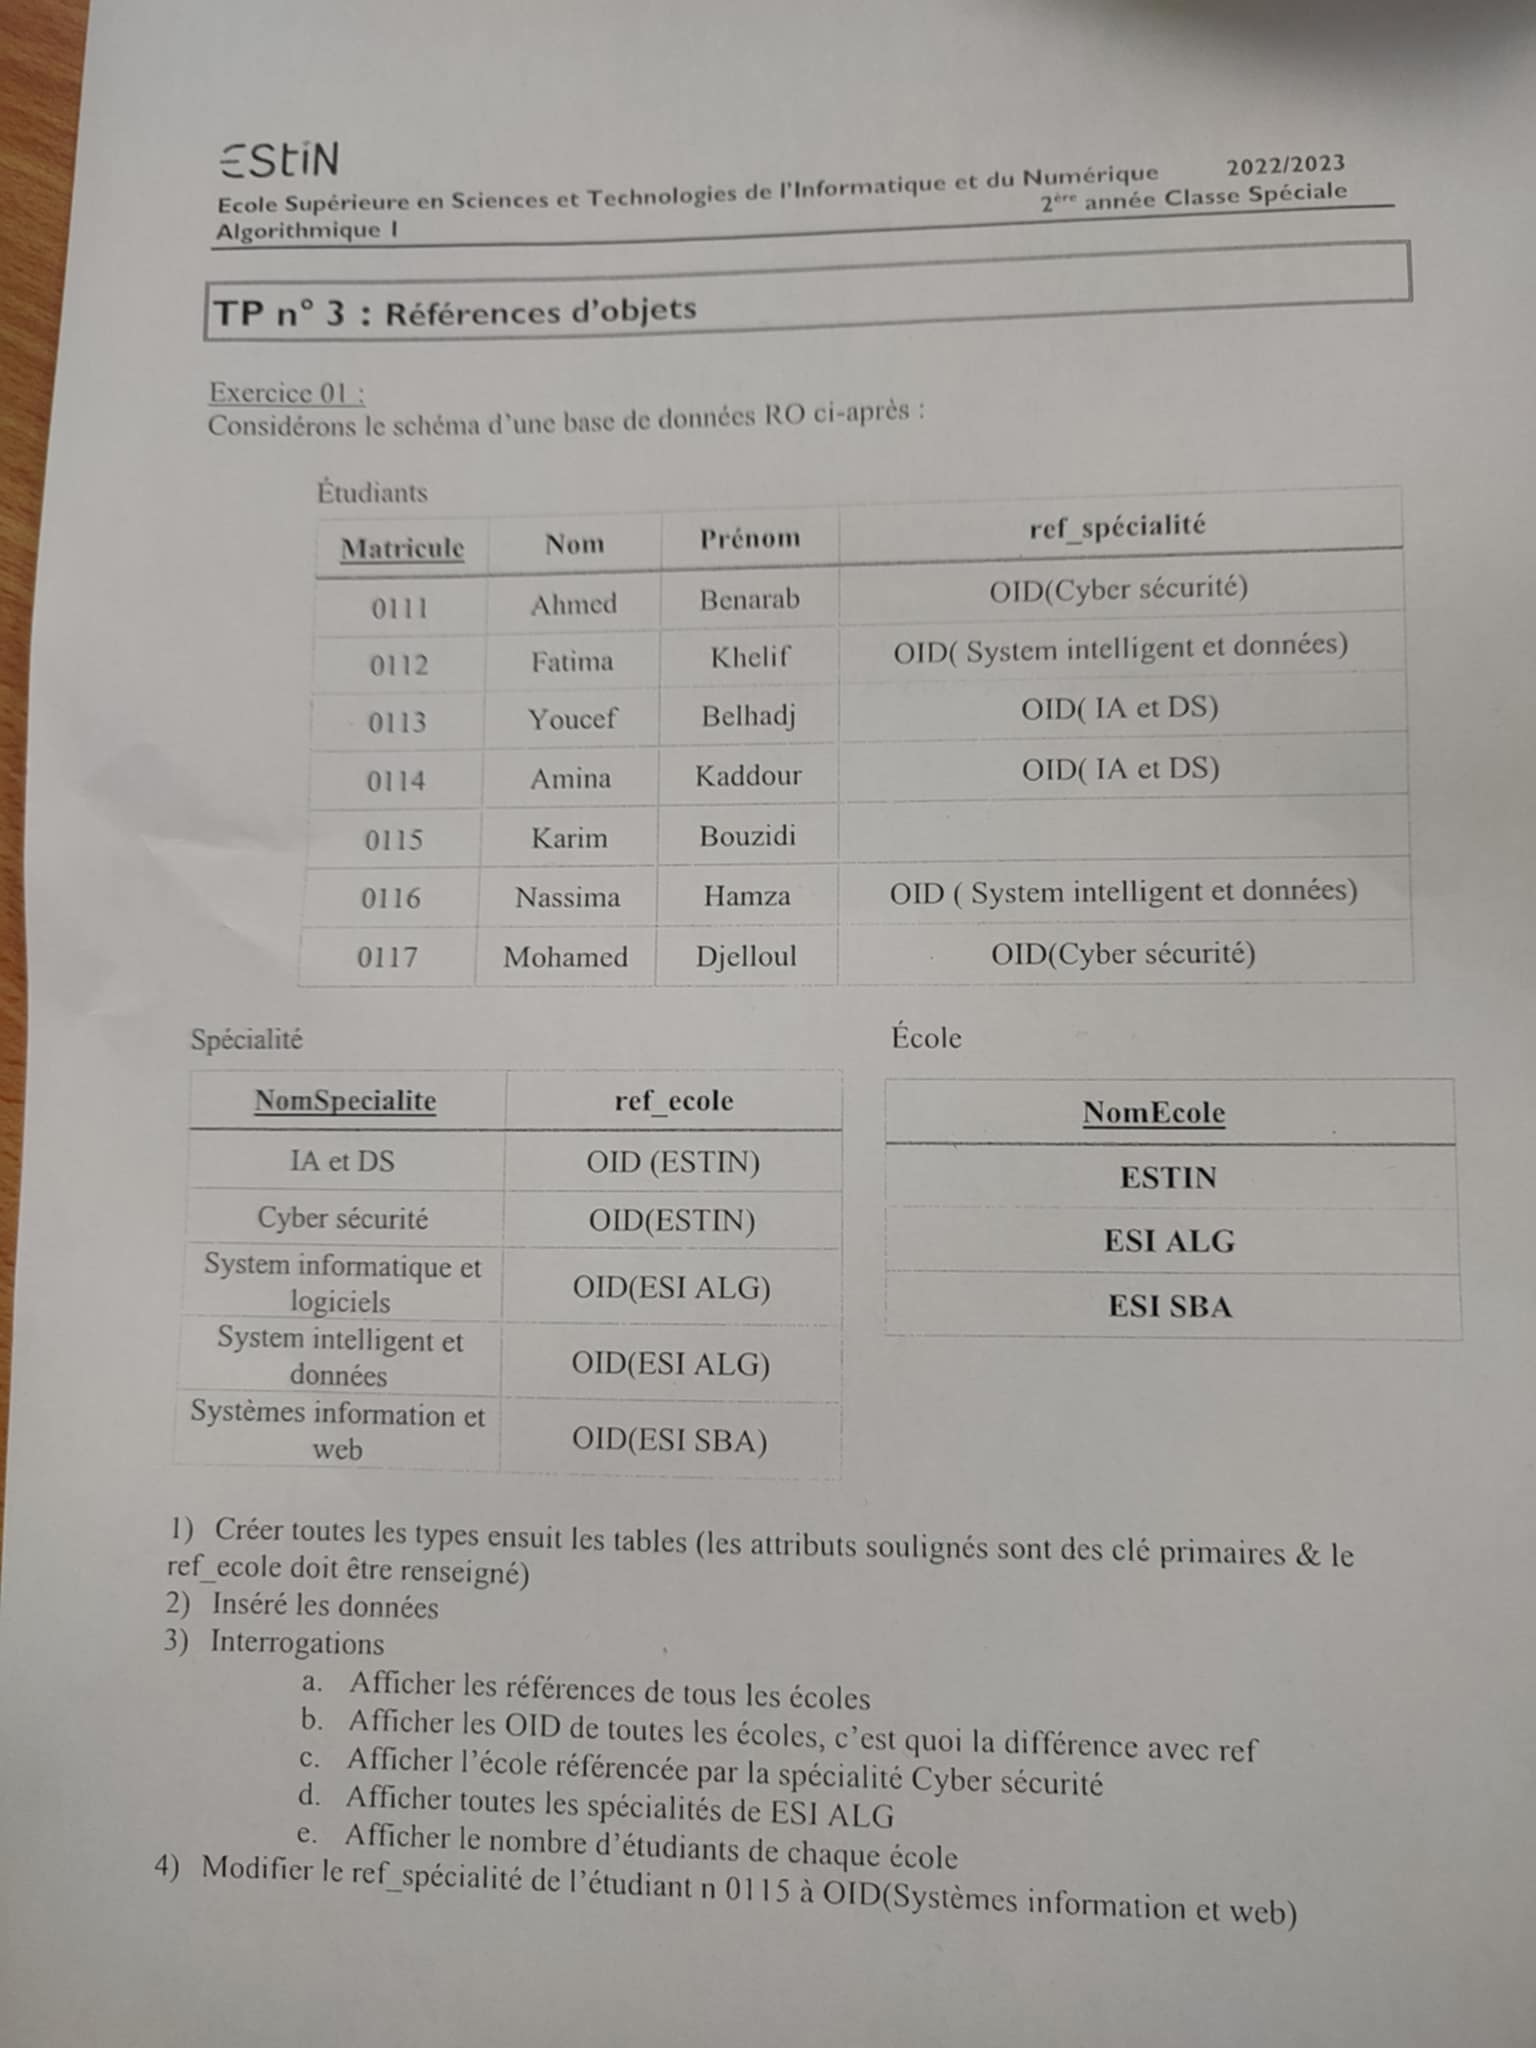 ESTiN
Ecole Supérieure en Sciences et Technologies de l'Informatique et du Numérique 2022/2023
Algorithmique I 2ère année Classe Spéciale
TP n° 3 : Références d'objets
Exercice 01 :
Considérons le schéma d'une base de données RO ci-après :
Étudiants
Matricule Nom Prénom ref_spécialité
0111 Ahmed Benarab OID(Cyber sécurité)
0112 Fatima Khelif OID( System intelligent et données)
0113 Youcef Belhadj OID( IA et DS)
0114 Amina Kaddour OID( IA et DS)
0115 Karim Bouzidi
0116 Nassima Hamza OID ( System intelligent et données)
0117 Mohamed Djelloul OID(Cyber sécurité)
Spécialité
NomSpecialite ref_ecole
IA et DS OID (ESTIN)
Cyber sécurité OID(ESTIN)
System informatique et
logiciels OID(ESI ALG)
System intelligent et
données OID(ESI ALG)
Systèmes information et
web OID(ESI SBA)
École
NomEcole
ESTIN
ESI ALG
ESI SBA
1) Créer toutes les types ensuit les tables (les attributs soulignés sont des clé primaires & le
ref_ecole doit être renseigné)
2) Inséré les données
3) Interrogations
a. Afficher les références de tous les écoles
b. Afficher les OID de toutes les écoles, c'est quoi la différence avec ref
c. Afficher l'école référencée par la spécialité Cyber sécurité
d. Afficher toutes les spécialités de ESI ALG
e. Afficher le nombre d'étudiants de chaque école
4) Modifier le ref_spécialité de l'étudiant n 0115 à OID(Systèmes information et web)